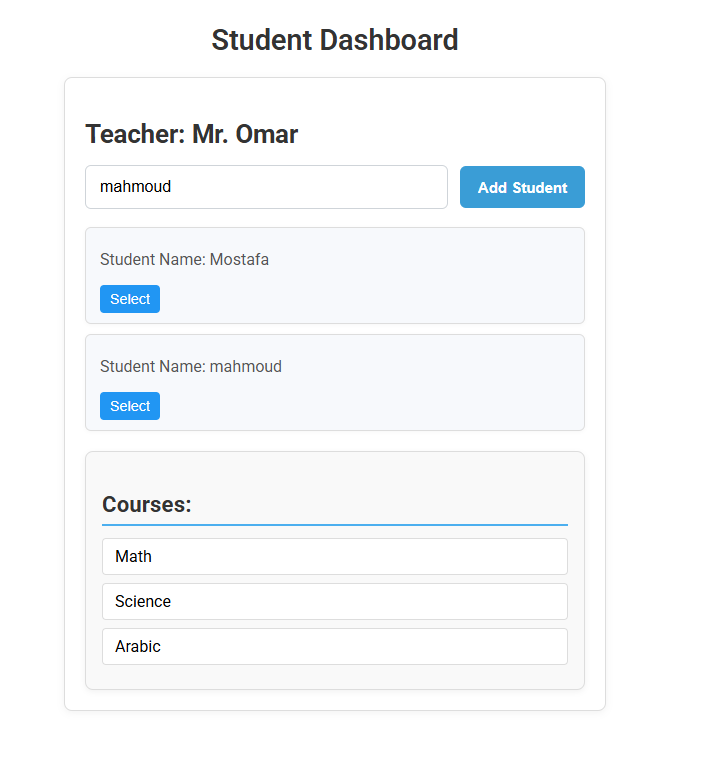 Student Dashboard
Teacher: Mr. Omar
mahmoud Add Student
Student Name: Mostafa
Select
Student Name: mahmoud
Select
Courses:
Math
Science
Arabic